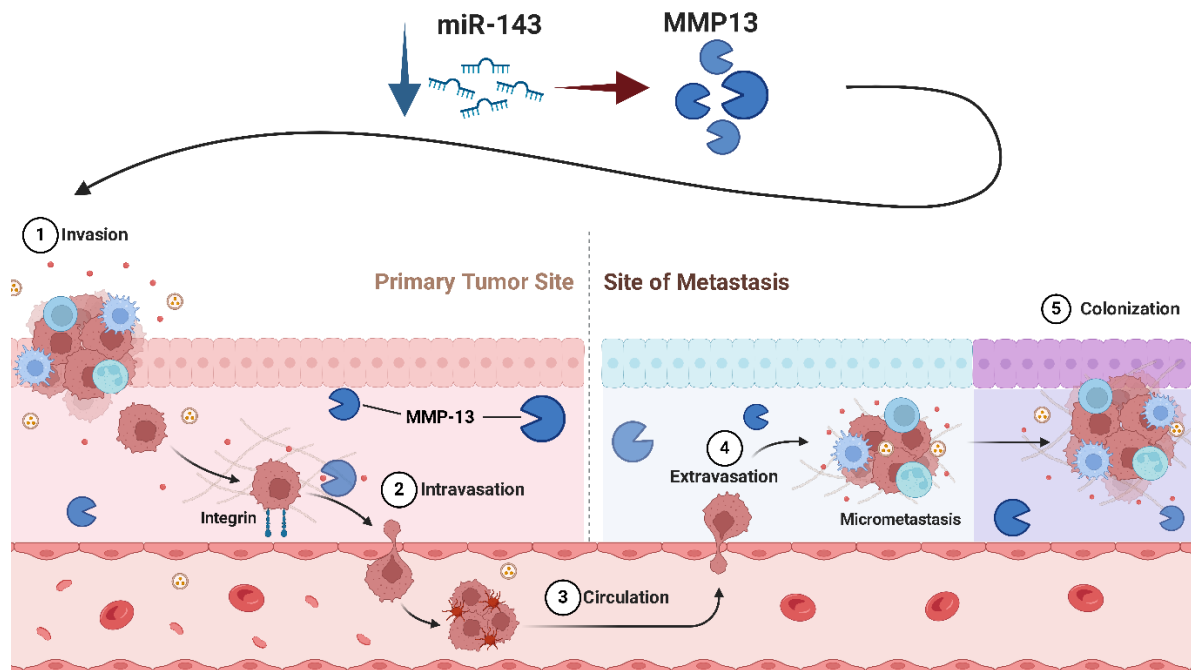 miR-143
MMP13
1 Invasion
Primary Tumor Site
Site of Metastasis
5 Colonization
MMP-13
4
Extravasation
2 Intravasation
Integrin
Micrometastasis
3 Circulation